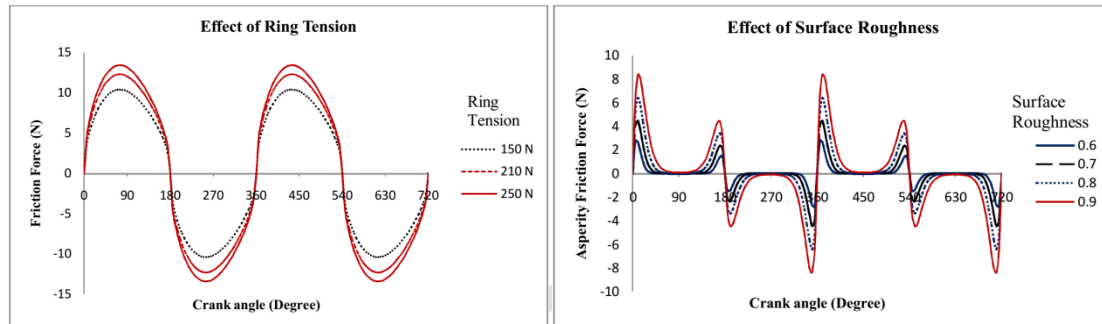 Effect of Ring Tension
15
10
5
0
-5
-10
-15
0 90 180 270 360 450 540 630 720
Friction Force (N)
Crank angle (Degree)
Ring
Tension
150 N
210 N
250 N
Effect of Surface Roughness
10
8
6
4
2
0
-2
-4
-6
-8
-10
0 90 180 270 360 450 540 630 720
Asperity Friction Force (N)
Crank angle (Degree)
Surface
Roughness
0.6
0.7
0.8
0.9